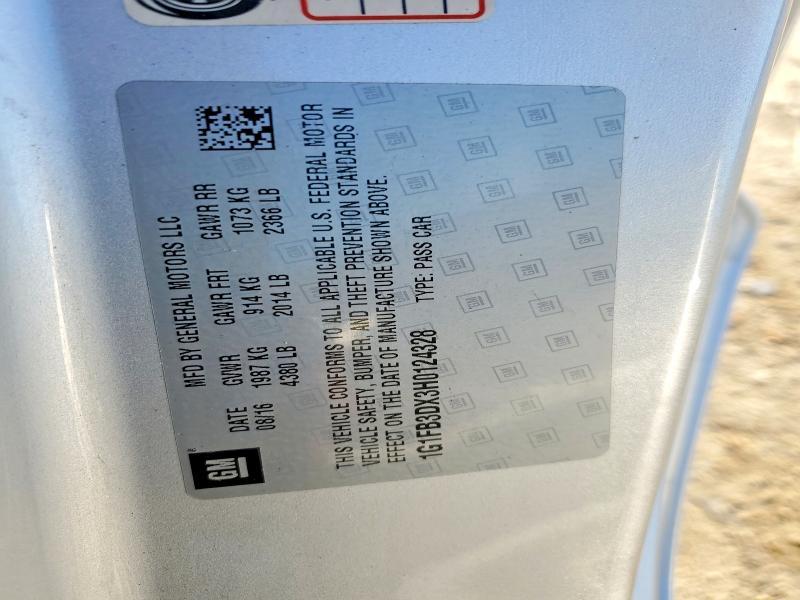 MFD BY GENERAL MOTORS LLC
DATE GVWR GAWR FRT GAWR RR
08/16 1987 KG 914 KG 1073 KG
4380 LB 2014 LB 2366 LB
GM
THIS VEHICLE CONFORMS TO ALL APPLICABLE U.S. FEDERAL MOTOR
VEHICLE SAFETY, BUMPER, AND THEFT PREVENTION STANDARDS IN
EFFECT ON THE DATE OF MANUFACTURE SHOWN ABOVE.
1G1FB3DX3H0124328 TYPE: PASS CAR